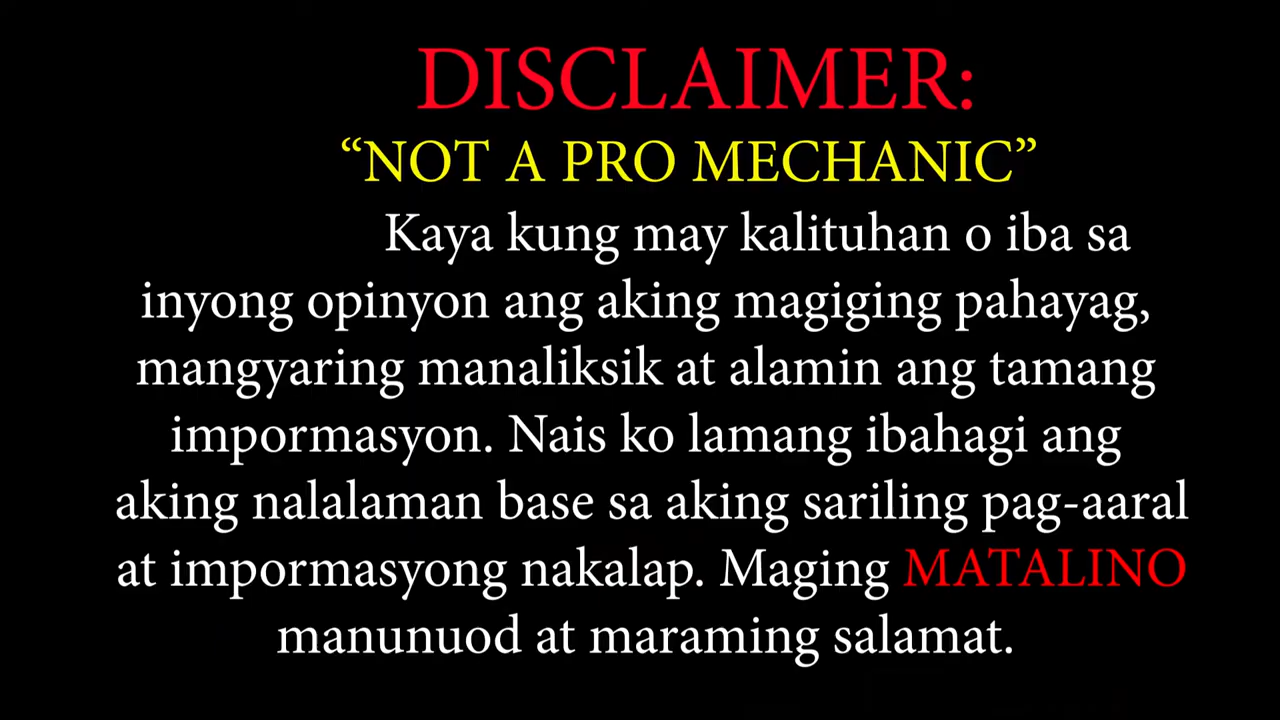 DISCLAIMER:
“NOT A PRO MECHANIC”
Kaya kung may kalituhan o iba sa
inyong opinyon ang aking magiging pahayag,
mangyaring manaliksik at alamin ang tamang
impormasyon. Nais ko lamang ibahagi ang
aking nalalaman base sa aking sariling pag-aaral
at impormasyong nakalap. Maging MATALINO
manunuod at maraming salamat.